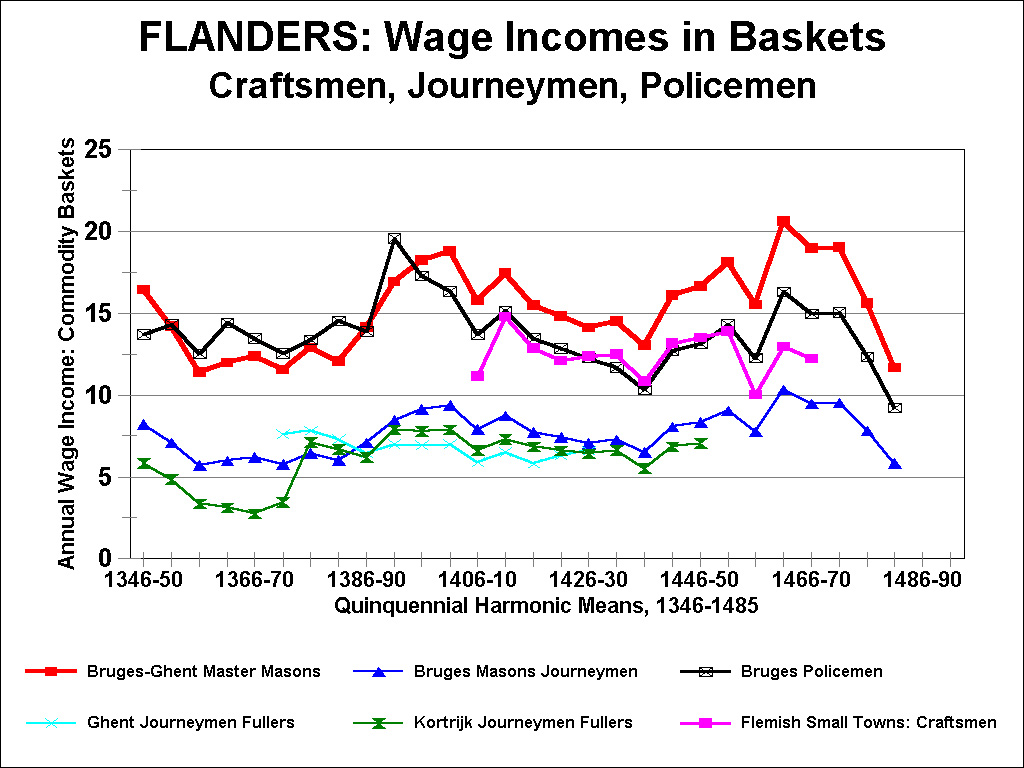 FLANDERS: Wage Incomes in Baskets
Craftsmen, Journeymen, Policemen
Annual Wage Income: Commodity Baskets
25
20
15
10
5
0
1346-50 1366-70 1386-90 1406-10 1426-30 1446-50 1466-70 1486-90
Quinquennial Harmonic Means, 1346-1485
Bruges-Ghent Master Masons Bruges Masons Journeymen Bruges Policemen
Ghent Journeymen Fullers Kortrijk Journeymen Fullers Flemish Small Towns: Craftsmen